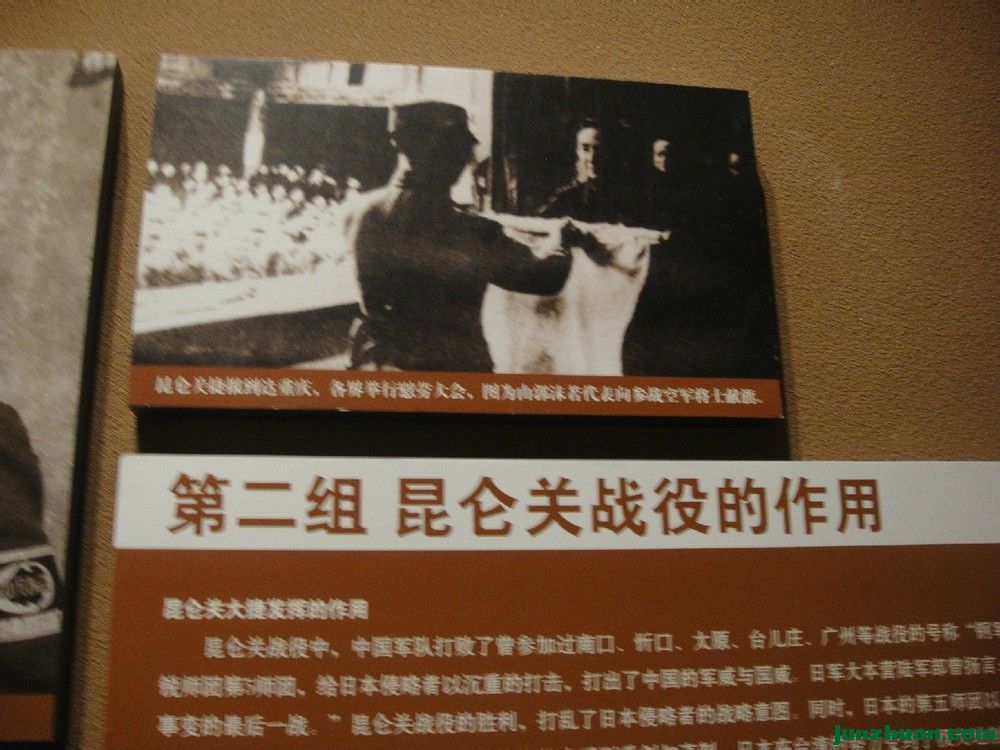 昆仑关捷报到达重庆、各界举行慰劳大会、图为由郭沫若代表向参战空军将士献旗。
第二组 昆仑关战役的作用
昆仑关大捷发挥的作用
昆仑关战役中、中国军队打败了曾参加过南口、忻口、太原、台儿庄、广州等战役的号称“钢
锐师团第5师团、给日本侵略者以沉重的打击、打出了中国的军威与国威。日军大本营陆军部曾扬言
事变的最后一战。”昆仑关战役的胜利、打乱了日本侵略者的战略意图。同时、日本的第五师团以
junzhuan.com